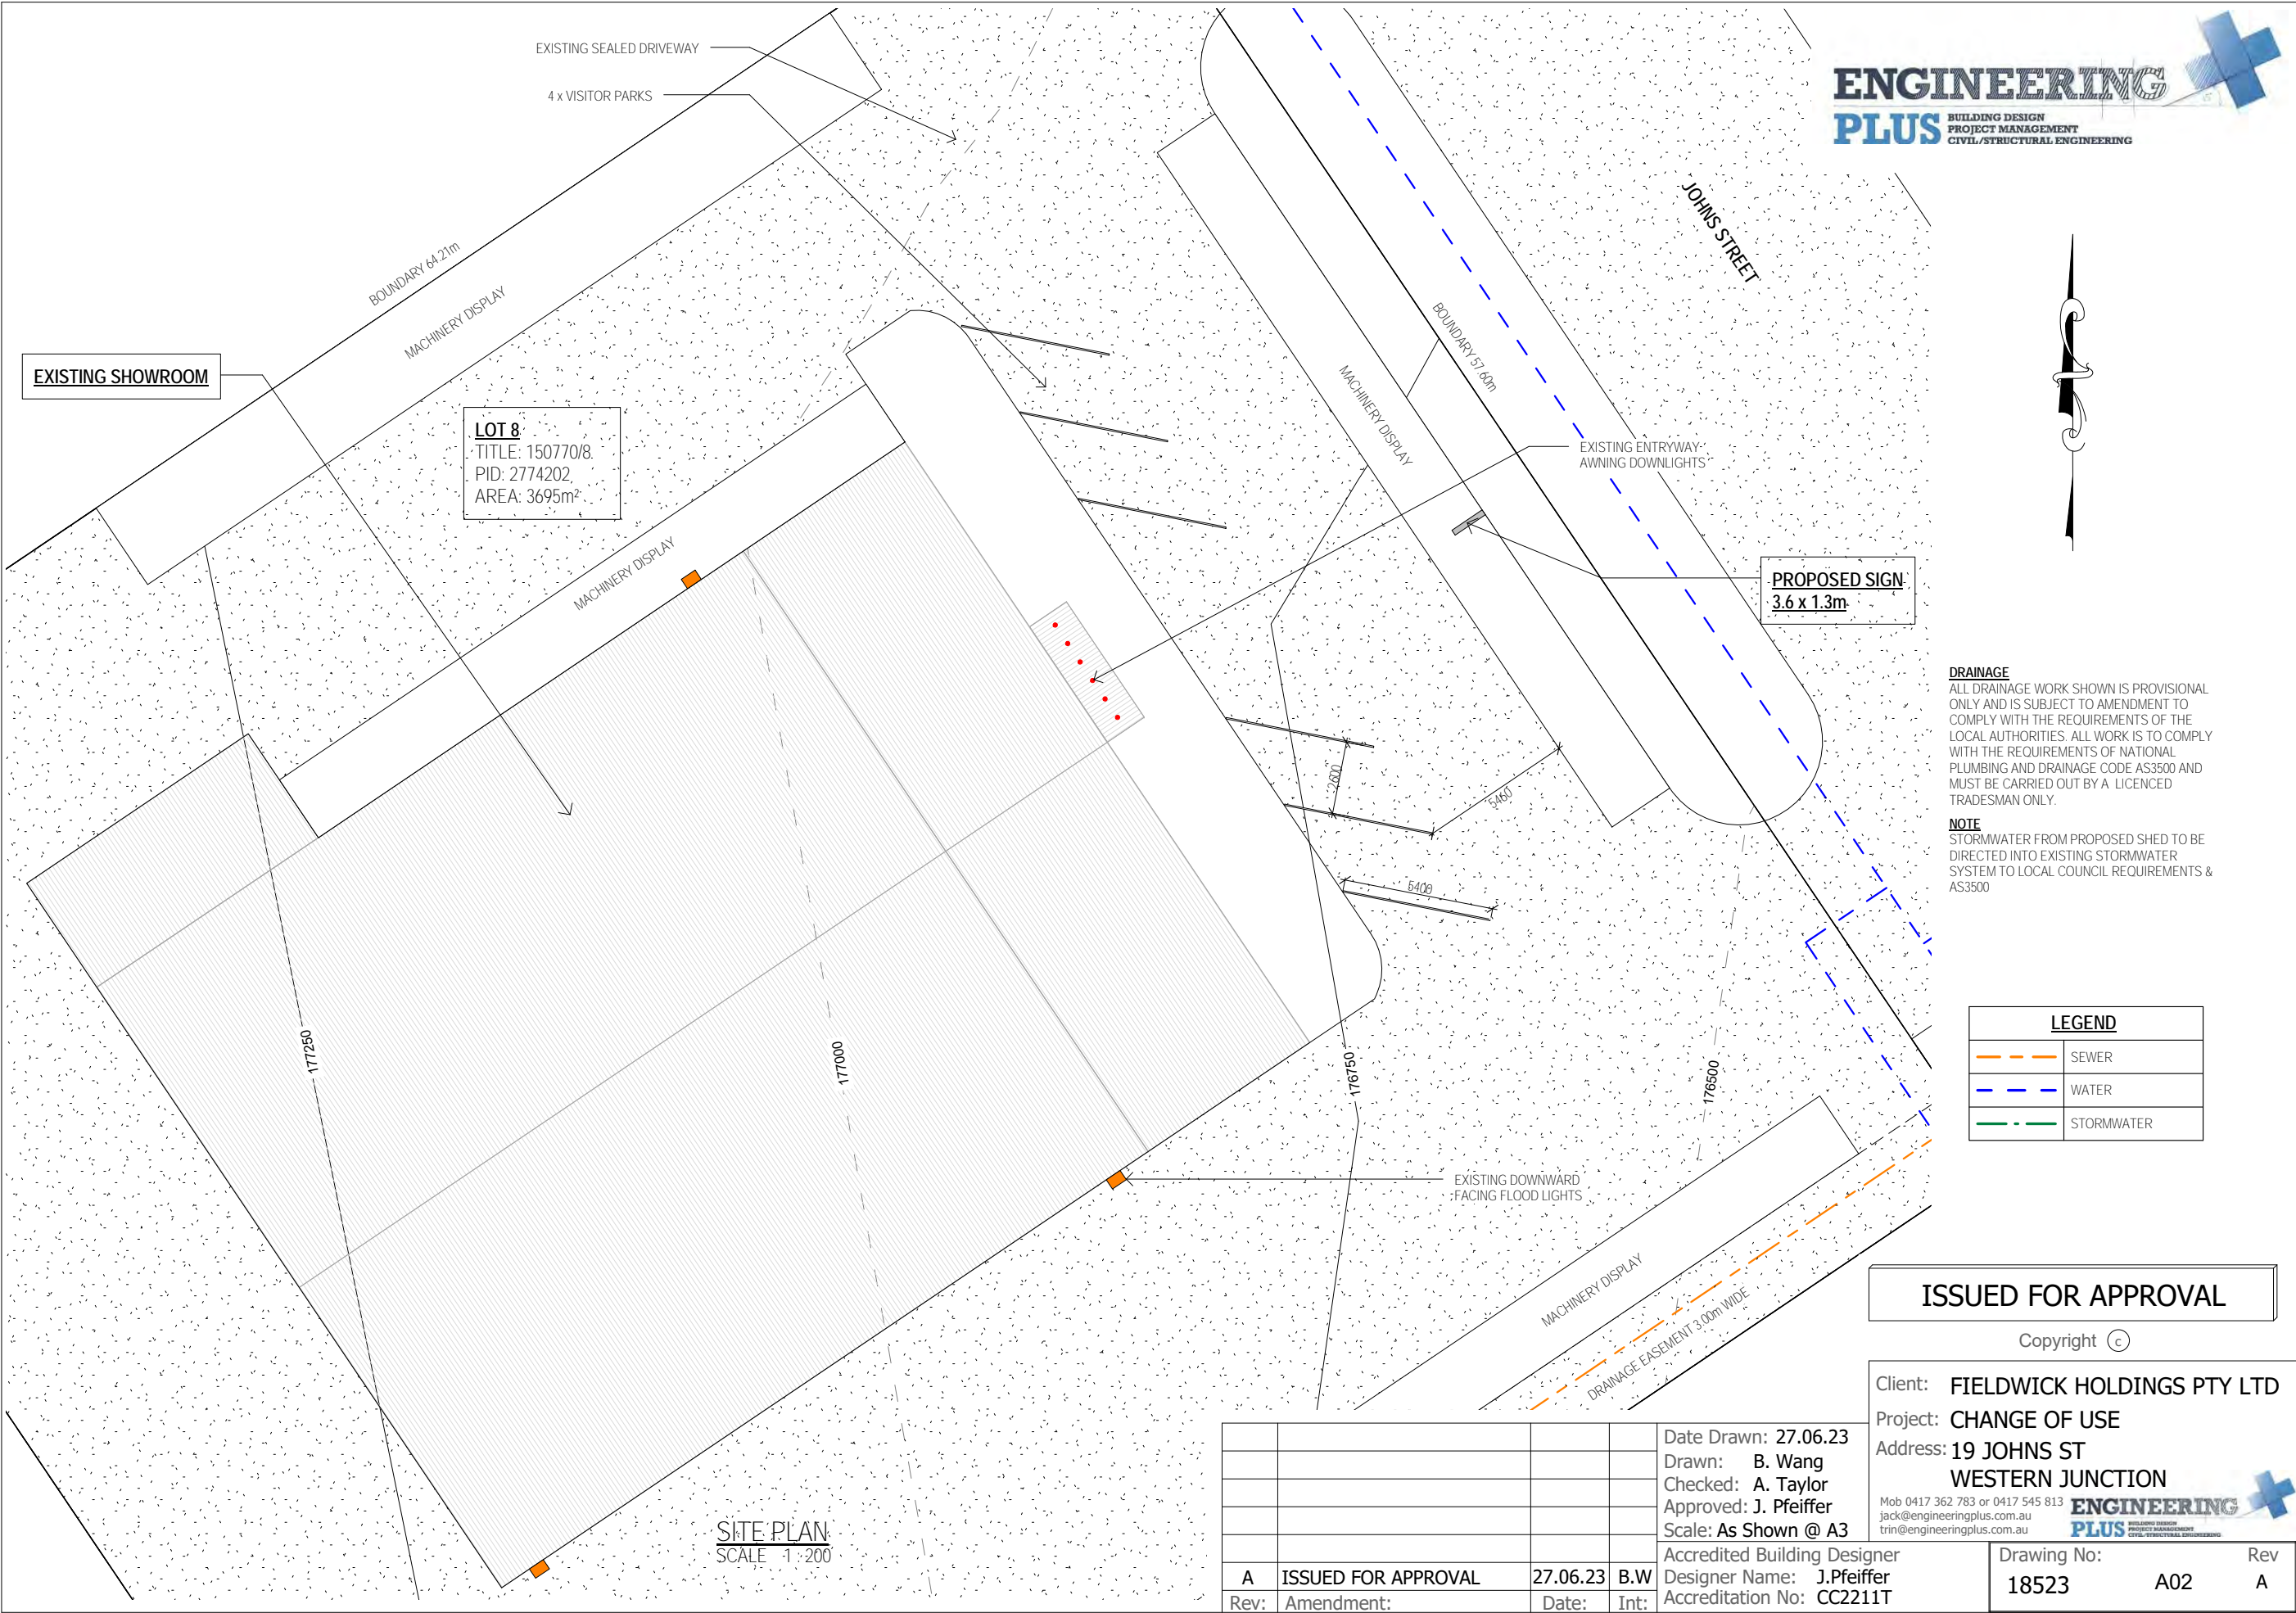 EXISTING SEALED DRIVEWAY
4 x VISITOR PARKS
ENGINEERING
PLUS
BUILDING DESIGN
PROJECT MANAGEMENT
CIVIL/STRUCTURAL ENGINEERING
JOHNS STREET
BOUNDARY 64.21m
MACHINERY DISPLAY
EXISTING SHOWROOM
LOT 8
TITLE: 150770/8
PID: 2774202
AREA: 3695m²
MACHINERY DISPLAY
BOUNDARY 57.60m
MACHINERY DISPLAY
EXISTING ENTRYWAY
AWNING DOWNLIGHTS
PROPOSED SIGN
3.6 x 1.3m
DRAINAGE
ALL DRAINAGE WORK SHOWN IS PROVISIONAL
ONLY AND IS SUBJECT TO AMENDMENT TO
COMPLY WITH THE REQUIREMENTS OF THE
LOCAL AUTHORITIES. ALL WORK IS TO COMPLY
WITH THE REQUIREMENTS OF NATIONAL
PLUMBING AND DRAINAGE CODE AS3500 AND
MUST BE CARRIED OUT BY A LICENCED
TRADESMAN ONLY.
NOTE
STORMWATER FROM PROPOSED SHED TO BE
DIRECTED INTO EXISTING STORMWATER
SYSTEM TO LOCAL COUNCIL REQUIREMENTS &
AS3500
2600
5460
5400
177250
177000
176750
176500
LEGEND
SEWER
WATER
STORMWATER
EXISTING DOWNWARD
FACING FLOOD LIGHTS
MACHINERY DISPLAY
DRAINAGE EASEMENT 3.00m WIDE
SITE PLAN
SCALE 1 : 200
ISSUED FOR APPROVAL
Copyright c
Client: FIELDWICK HOLDINGS PTY LTD
Project: CHANGE OF USE
Address: 19 JOHNS ST
WESTERN JUNCTION
Mob 0417 362 783 or 0417 545 813
jack@engineeringplus.com.au
trin@engineeringplus.com.au
ENGINEERING
PLUS
BUILDING DESIGN
PROJECT MANAGEMENT
CIVIL/STRUCTURAL ENGINEERING
Date Drawn: 27.06.23
Drawn: B. Wang
Checked: A. Taylor
Approved: J. Pfeiffer
Scale: As Shown @ A3
Accredited Building Designer
Designer Name: J.Pfeiffer
Accreditation No: CC2211T
A ISSUED FOR APPROVAL 27.06.23 B.W
Rev: Amendment: Date: Int:
Drawing No: Rev
18523 A02 A